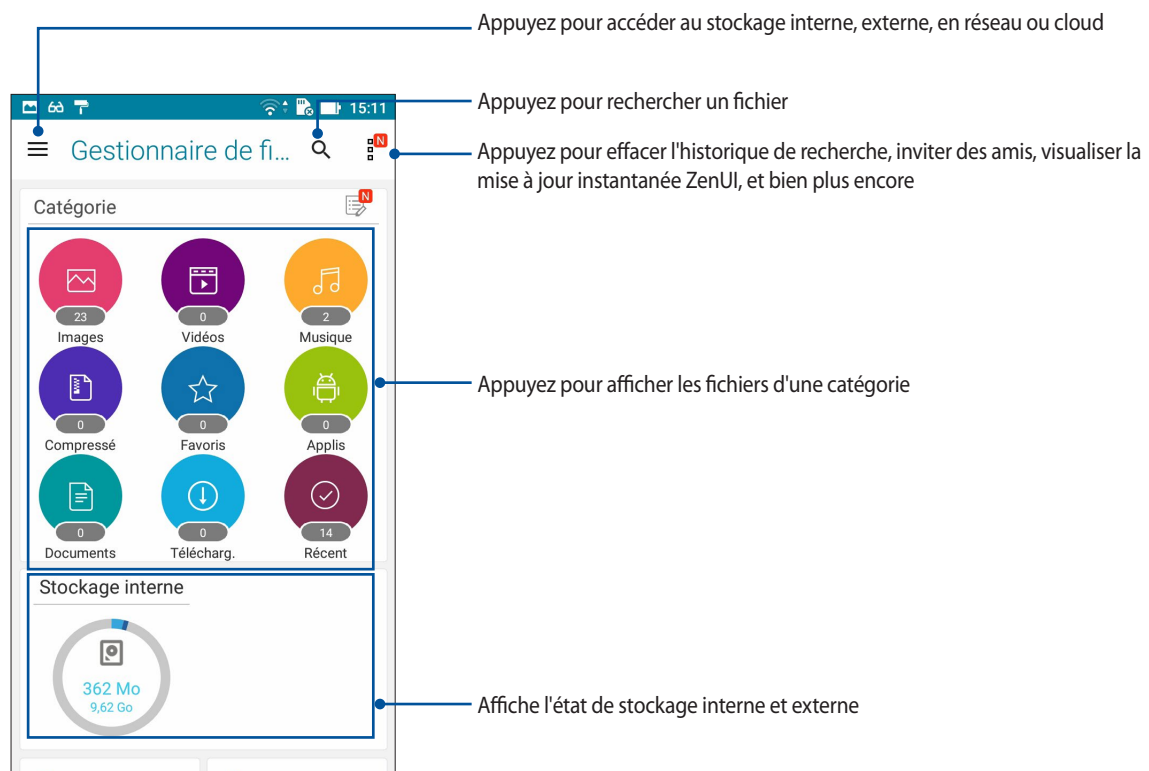 Appuyez pour accéder au stockage interne, externe, en réseau ou cloud
15:11
Appuyez pour rechercher un fichier
Gestionnaire de fi...
N
Appuyez pour effacer l'historique de recherche, inviter des amis, visualiser la
mise à jour instantanée ZenUI, et bien plus encore
Catégorie
N
23
0
2
Images
Vidéos
Musique
Appuyez pour afficher les fichiers d'une catégorie
0
0
0
Compressé
Favoris
Applis
0
0
14
Documents
Télécharg.
Récent
Stockage interne
362 Mo
9,62 Go
Affiche l'état de stockage interne et externe